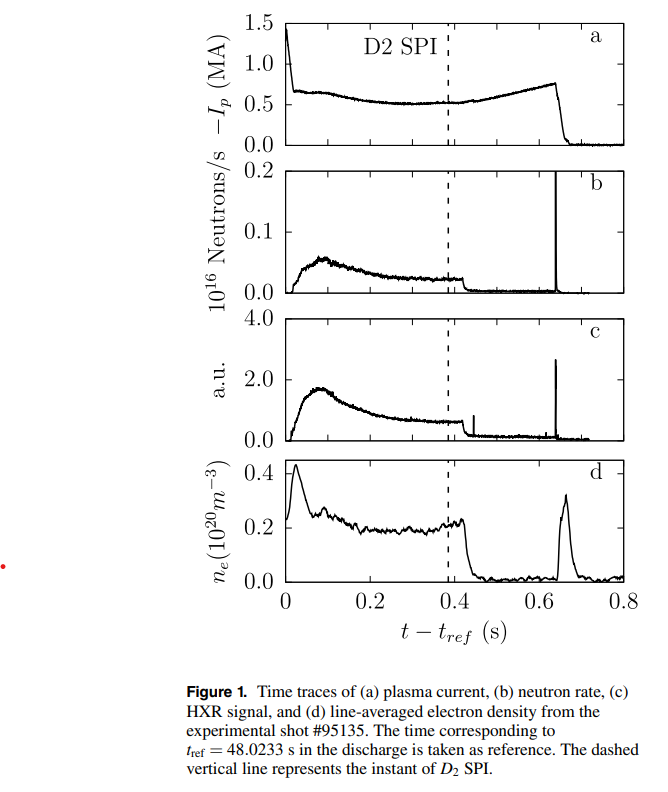 1.5
a
D2 SPI
1.0
−I_p (MA)
0.5
0.0
0.2
b
10^16 Neutrons/s
0.1
0.0
4.0
c
a.u.
2.0
0.0
d
0.4
n_e(10^20 m^−3)
0.2
0.0
0 0.2 0.4 0.6 0.8
t − t_ref (s)
Figure 1. Time traces of (a) plasma current, (b) neutron rate, (c)
HXR signal, and (d) line-averaged electron density from the
experimental shot #95135. The time corresponding to
t_ref = 48.0233 s in the discharge is taken as reference. The dashed
vertical line represents the instant of D_2 SPI.